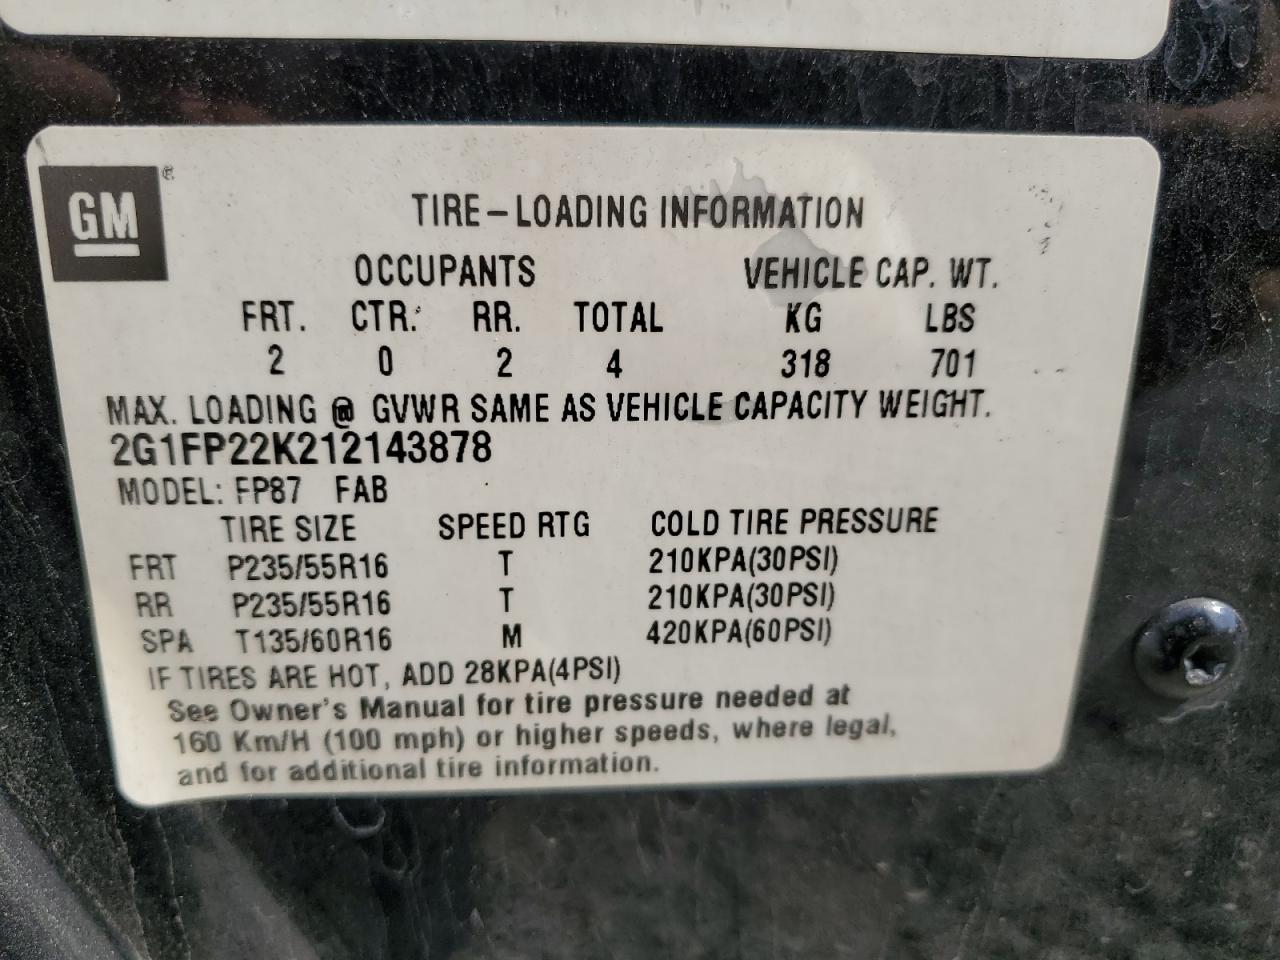 GM ®
TIRE – LOADING INFORMATION
OCCUPANTS VEHICLE CAP. WT.
FRT. CTR. RR. TOTAL KG LBS
2 0 2 4 318 701
MAX. LOADING @ GVWR SAME AS VEHICLE CAPACITY WEIGHT.
2G1FP22K212143878
MODEL: FP87 FAB
TIRE SIZE SPEED RTG COLD TIRE PRESSURE
FRT P235/55R16 T 210KPA(30PSI)
RR P235/55R16 T 210KPA(30PSI)
SPA T135/60R16 M 420KPA(60PSI)
IF TIRES ARE HOT, ADD 28KPA(4PSI)
See Owner's Manual for tire pressure needed at
160 Km/H (100 mph) or higher speeds, where legal,
and for additional tire information.